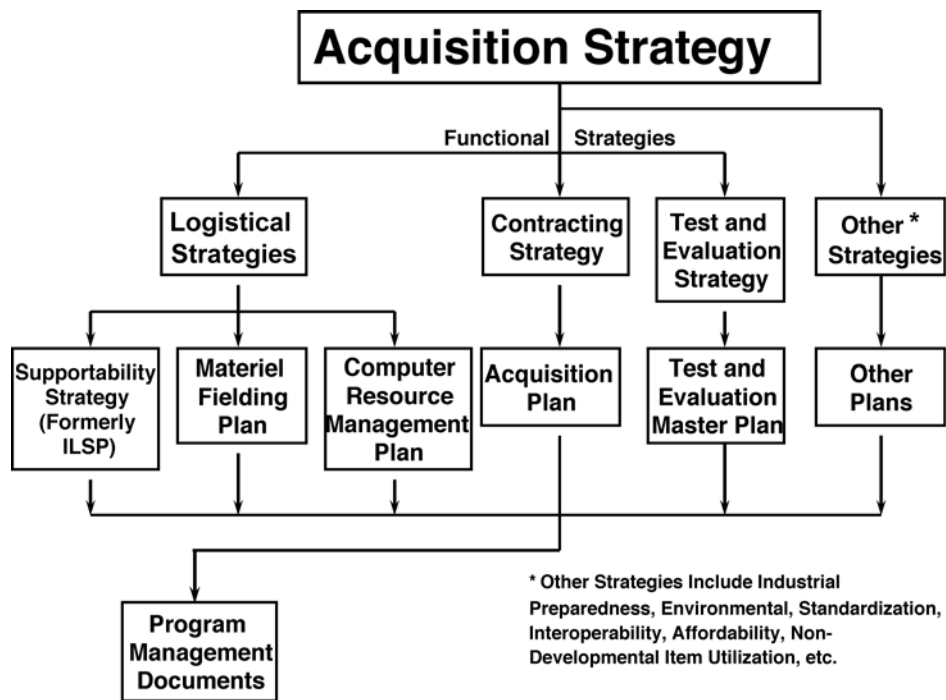 Acquisition Strategy
Functional Strategies
Logistical
Strategies
Contracting
Strategy
Test and
Evaluation
Strategy
Other *
Strategies
Supportability
Strategy
(Formerly
ILSP)
Materiel
Fielding
Plan
Computer
Resource
Management
Plan
Acquisition
Plan
Test and
Evaluation
Master Plan
Other
Plans
Program
Management
Documents
* Other Strategies Include Industrial
Preparedness, Environmental, Standardization,
Interoperability, Affordability, Non-
Developmental Item Utilization, etc.